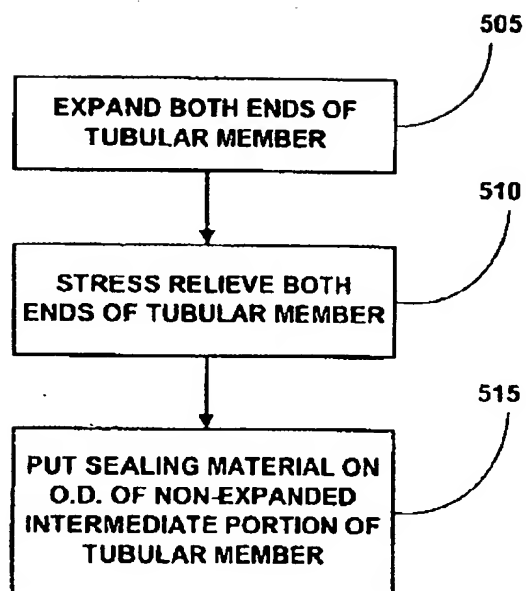 505
EXPAND BOTH ENDS OF
TUBULAR MEMBER
510
STRESS RELIEVE BOTH
ENDS OF TUBULAR MEMBER
515
PUT SEALING MATERIAL ON
O.D. OF NON-EXPANDED
INTERMEDIATE PORTION OF
TUBULAR MEMBER